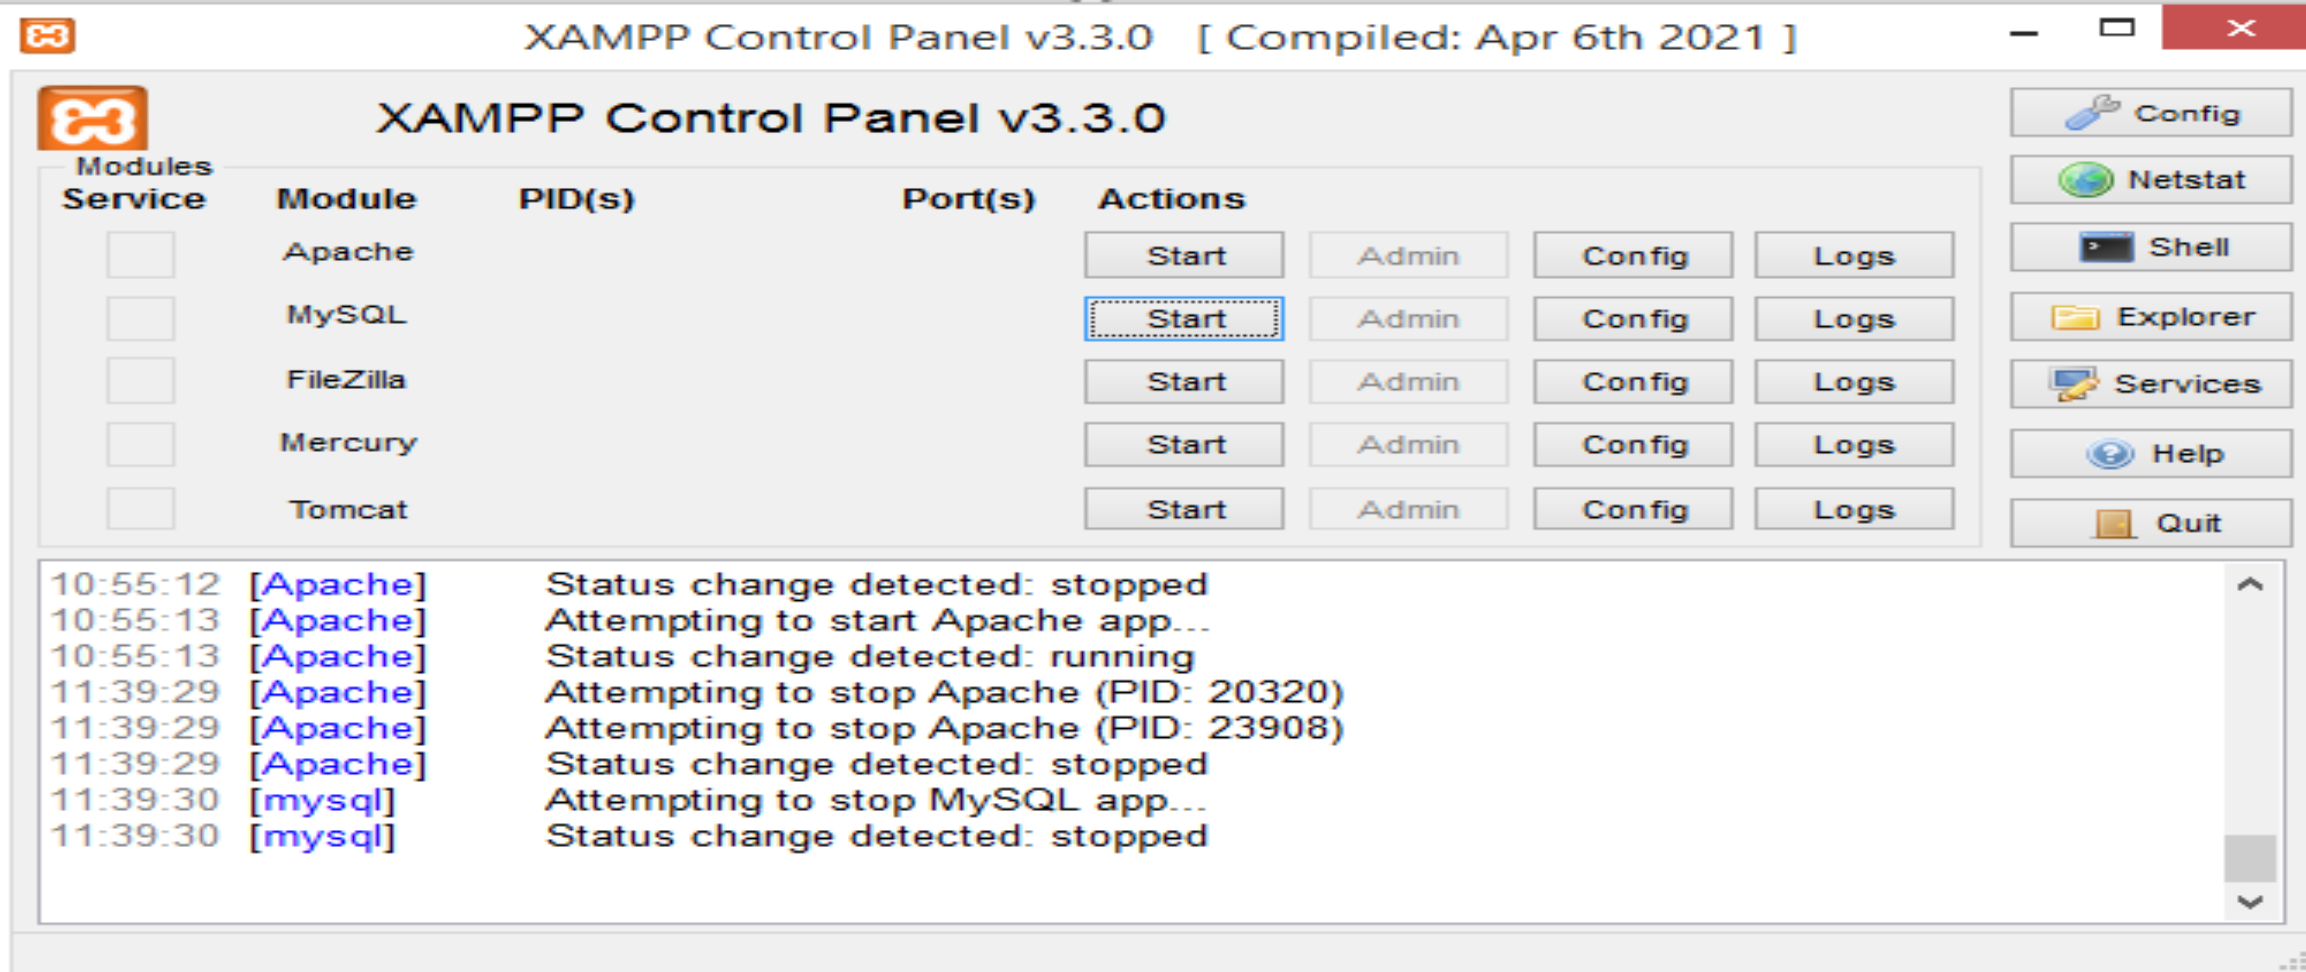 XAMPP Control Panel v3.3.0 [ Compiled: Apr 6th 2021 ]
XAMPP Control Panel v3.3.0
Config
Modules
Service Module PID(s) Port(s) Actions
Netstat
Apache Start Admin Config Logs
Shell
MySQL Start Admin Config Logs
Explorer
FileZilla Start Admin Config Logs
Services
Mercury Start Admin Config Logs
Help
Tomcat Start Admin Config Logs
Quit
10:55:12 [Apache] Status change detected: stopped
10:55:13 [Apache] Attempting to start Apache app...
10:55:13 [Apache] Status change detected: running
11:39:29 [Apache] Attempting to stop Apache (PID: 20320)
11:39:29 [Apache] Attempting to stop Apache (PID: 23908)
11:39:29 [Apache] Status change detected: stopped
11:39:30 [mysql] Attempting to stop MySQL app...
11:39:30 [mysql] Status change detected: stopped